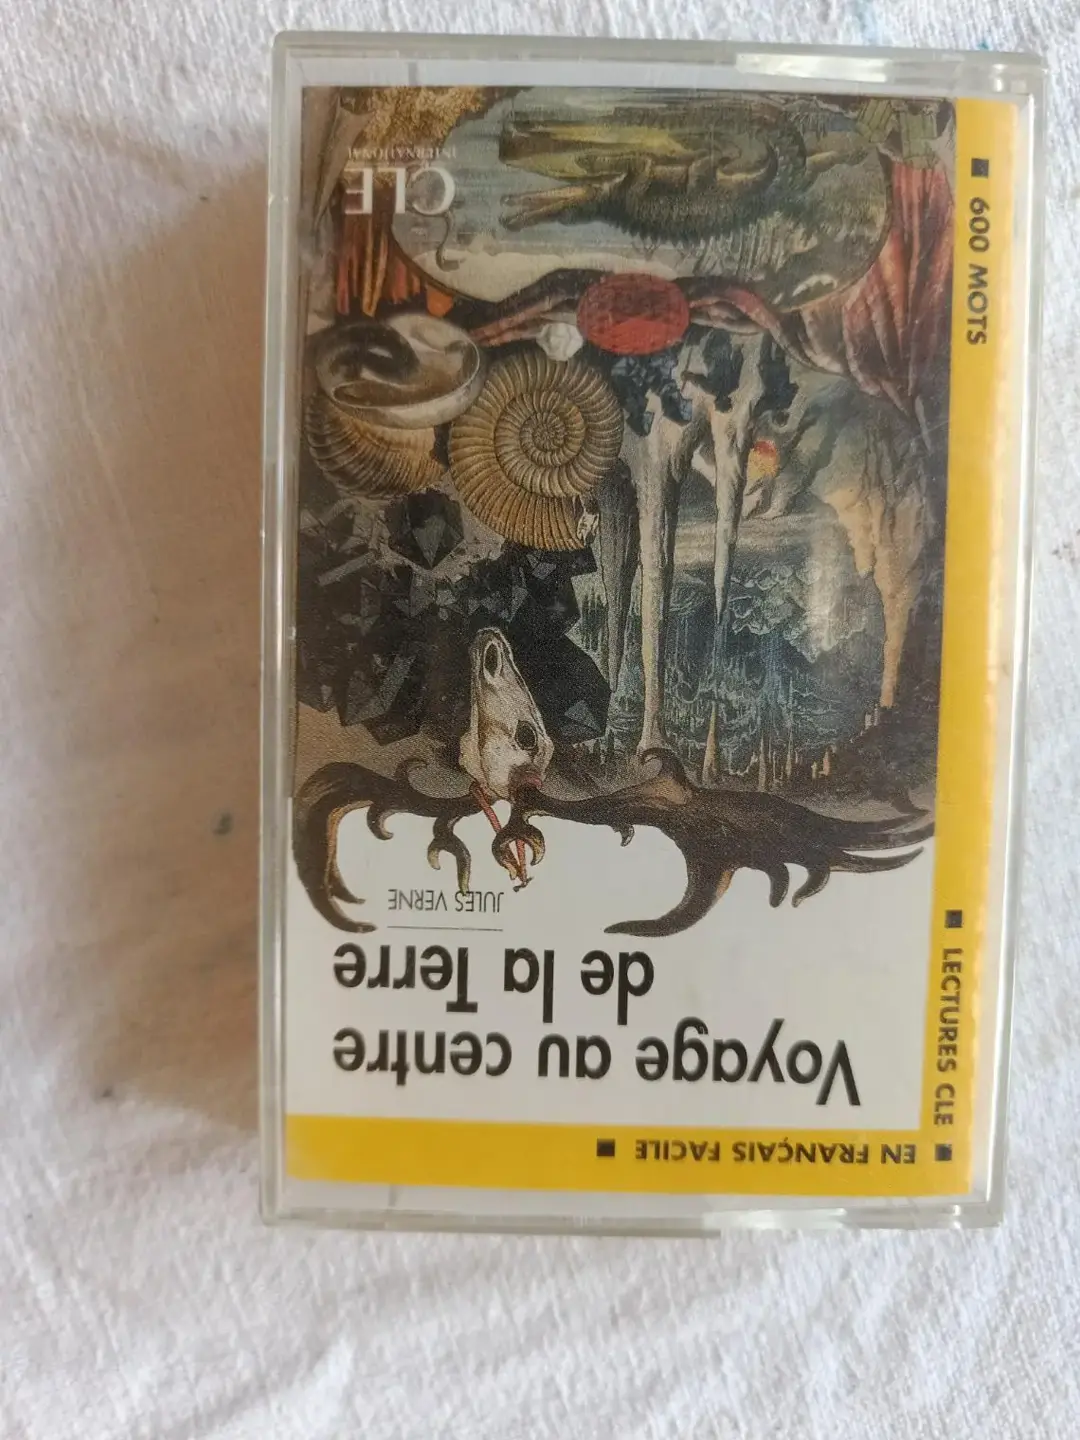 ■ EN FRANÇAIS FACILE ■
■ LECTURES CLE
■ 600 MOTS
Voyage au centre
de la Terre
JULES VERNE
CLE
INTERNATIONAL